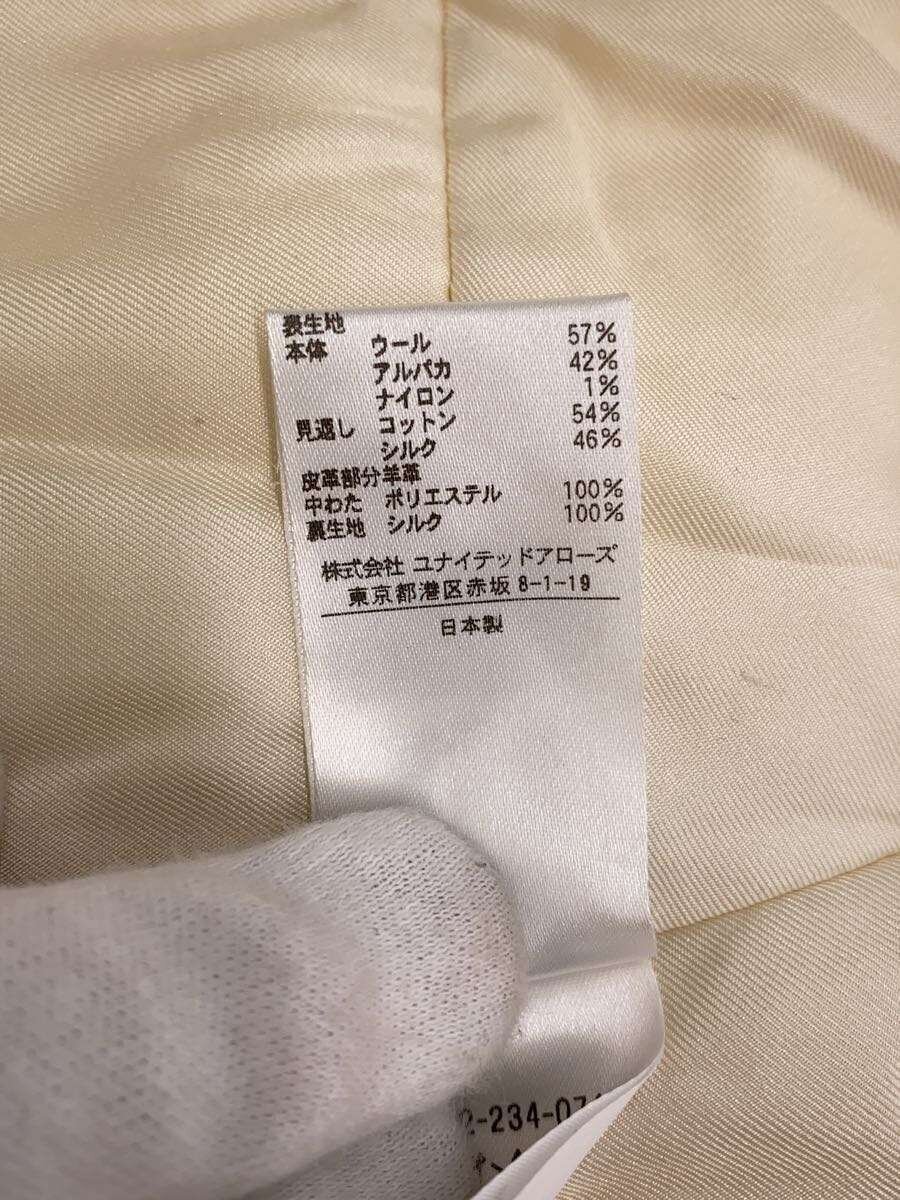 表生地
本体 ウール 57%
アルパカ 42%
ナイロン 1%
見返し コットン 54%
シルク 46%
皮革部分羊革
中わた ポリエステル 100%
裏生地 シルク 100%
株式会社 ユナイテッドアローズ
東京都港区赤坂 8-1-19
日本製
2-234-07